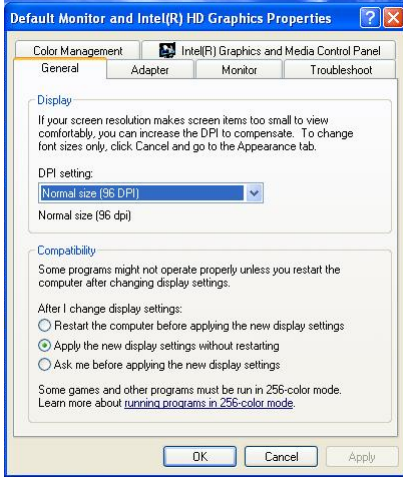 Default Monitor and Intel(R) HD Graphics Properties
Color Management
Intel(R) Graphics and Media Control Panel
General
Adapter
Monitor
Troubleshoot
Display
If your screen resolution makes screen items too small to view
comfortably, you can increase the DPI to compensate. To change
font sizes only, click Cancel and go to the Appearance tab.
DPI setting:
Normal size (96 DPI)
Normal size (96 dpi)
Compatibility
Some programs might not operate properly unless you restart the
computer after changing display settings.
After I change display settings:
Restart the computer before applying the new display settings
Apply the new display settings without restarting
Ask me before applying the new display settings
Some games and other programs must be run in 256-color mode.
Learn more about running programs in 256-color mode.
OK
Cancel
Apply